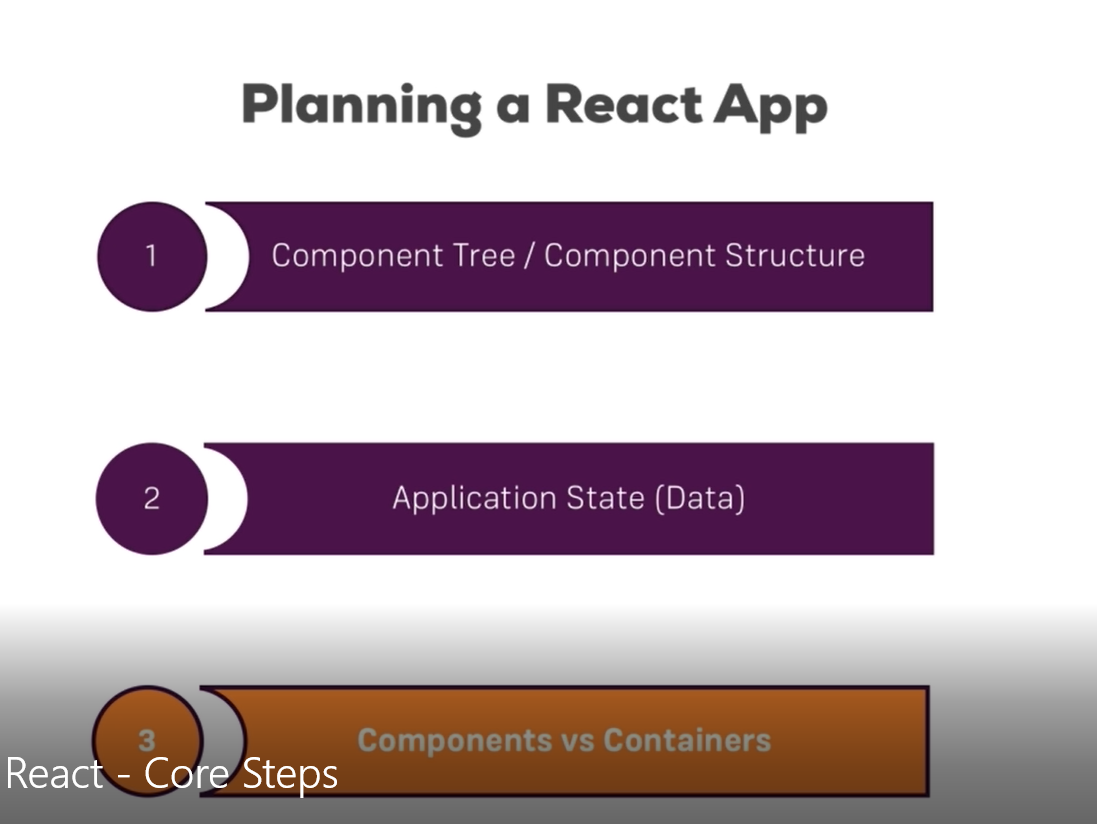 Planning a React App
1
Component Tree / Component Structure
2
Application State (Data)
3
Components vs Containers
React - Core Steps